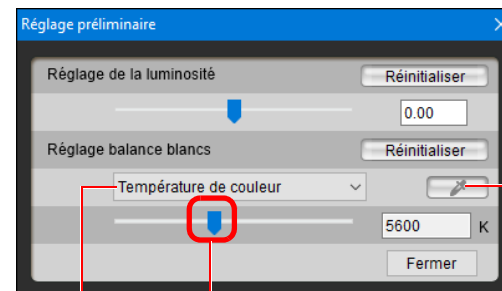 Réglage préliminaire
Réglage de la luminosité Réinitialiser
0.00
Réglage balance blancs Réinitialiser
Température de couleur
5600 K
Fermer